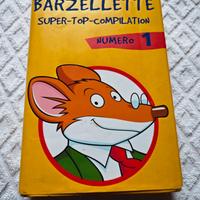 BARZELLETTE
SUPER-TOP-COMPILATION
NUMERO 1